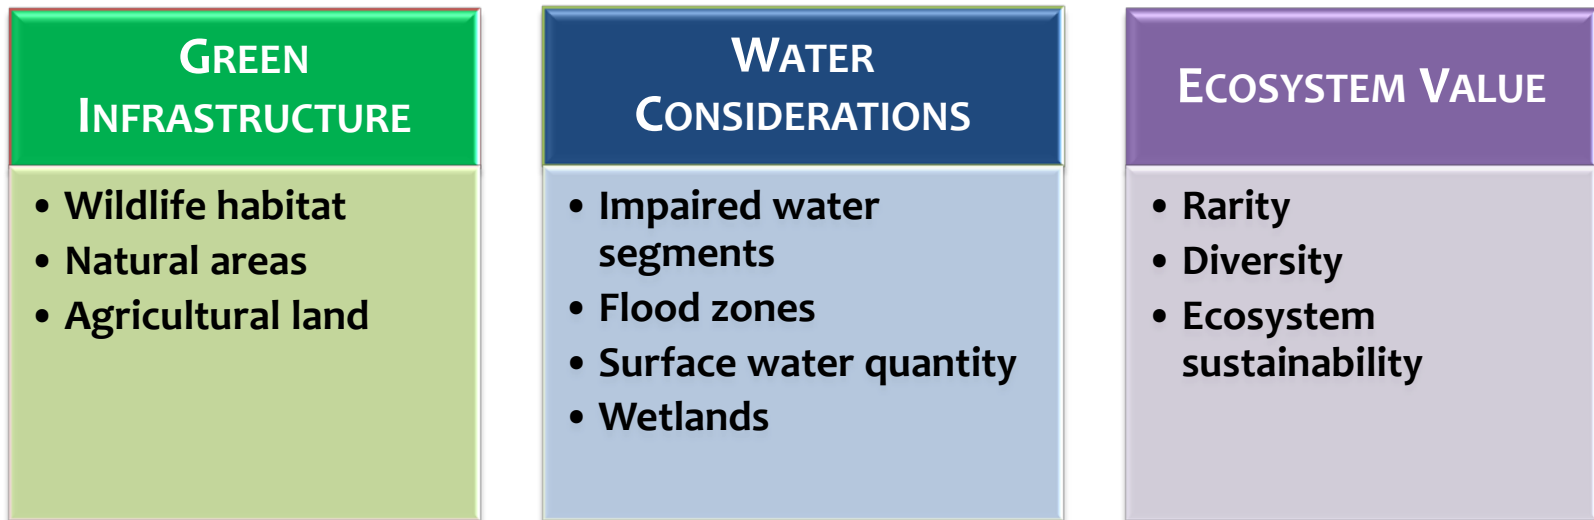 GREEN
INFRASTRUCTURE
• Wildlife habitat
• Natural areas
• Agricultural land
WATER
CONSIDERATIONS
• Impaired water
segments
• Flood zones
• Surface water quantity
• Wetlands
ECOSYSTEM VALUE
• Rarity
• Diversity
• Ecosystem
sustainability